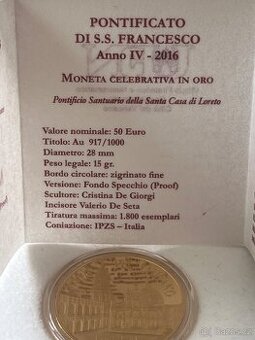 PONTIFICATO
DI S.S. FRANCESCO
Anno IV - 2016
MONETA CELEBRATIVA IN ORO
Pontificio Santuario della Santa Casa di Loreto
Valore nominale: 50 Euro
Titolo: Au 917/1000
Diametro: 28 mm
Peso legale: 15 gr.
Bordo circolare: zigrinato fine
Versione: Fondo Specchio (Proof)
Scultore: Cristina De Giorgi
Incisore Valerio De Seta
Tiratura massima: 1.800 esemplari
Coniazione: IPZS – Italia